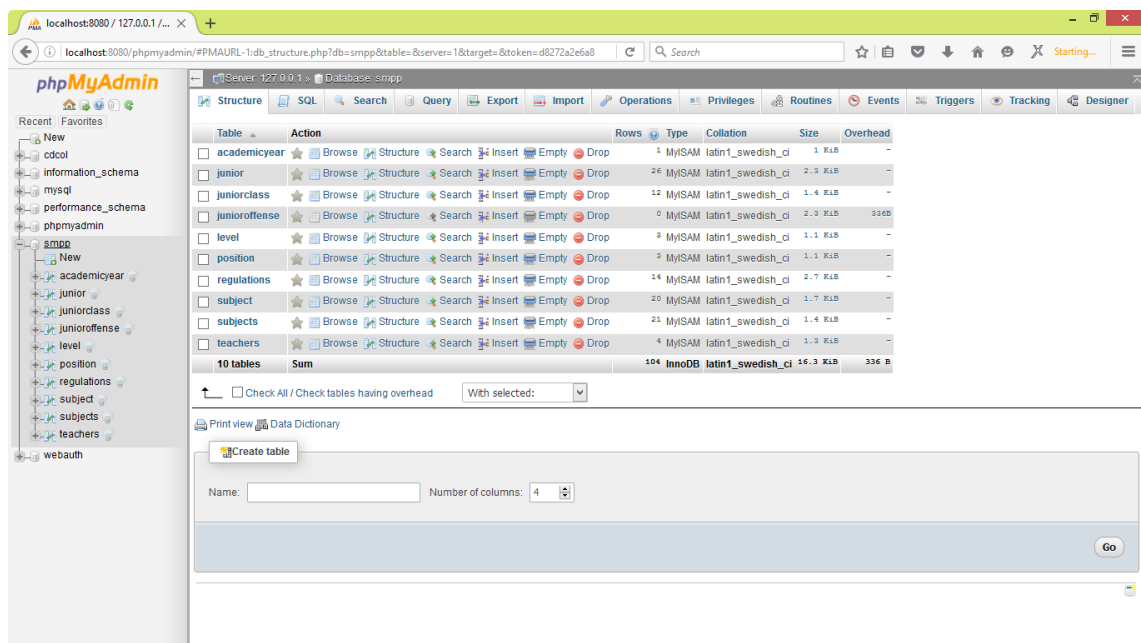 localhost:8080 / 127.0.0.1 /...
localhost:8080/phpmyadmin/#PMAURL-1:db_structure.php?db=smpp&table=&server=1&target=&token=d8272a2e6a8
Search
Starting...
phpMyAdmin
Recent Favorites
New
cdcol
information_schema
mysql
performance_schema
phpmyadmin
smpp
New
academicyear
junior
juniorclass
junioroffense
level
position
regulations
subject
subjects
teachers
webauth
Server: 127.0.0.1 » Database: smpp
Structure SQL Search Query Export Import Operations Privileges Routines Events Triggers Tracking Designer
Table Action Rows Type Collation Size Overhead
academicyear Browse Structure Search Insert Empty Drop 1 MyISAM latin1_swedish_ci 1 KiB -
junior Browse Structure Search Insert Empty Drop 26 MyISAM latin1_swedish_ci 2.3 KiB -
juniorclass Browse Structure Search Insert Empty Drop 12 MyISAM latin1_swedish_ci 1.4 KiB -
junioroffense Browse Structure Search Insert Empty Drop 0 MyISAM latin1_swedish_ci 2.3 KiB 336B
level Browse Structure Search Insert Empty Drop 3 MyISAM latin1_swedish_ci 1.1 KiB -
position Browse Structure Search Insert Empty Drop 3 MyISAM latin1_swedish_ci 1.1 KiB -
regulations Browse Structure Search Insert Empty Drop 14 MyISAM latin1_swedish_ci 2.7 KiB -
subject Browse Structure Search Insert Empty Drop 20 MyISAM latin1_swedish_ci 1.7 KiB -
subjects Browse Structure Search Insert Empty Drop 21 MyISAM latin1_swedish_ci 1.4 KiB -
teachers Browse Structure Search Insert Empty Drop 4 MyISAM latin1_swedish_ci 1.2 KiB -
10 tables Sum 104 InnoDB latin1_swedish_ci 16.3 KiB 336 B
Check All / Check tables having overhead With selected:
Print view Data Dictionary
Create table
Name: Number of columns: 4
Go